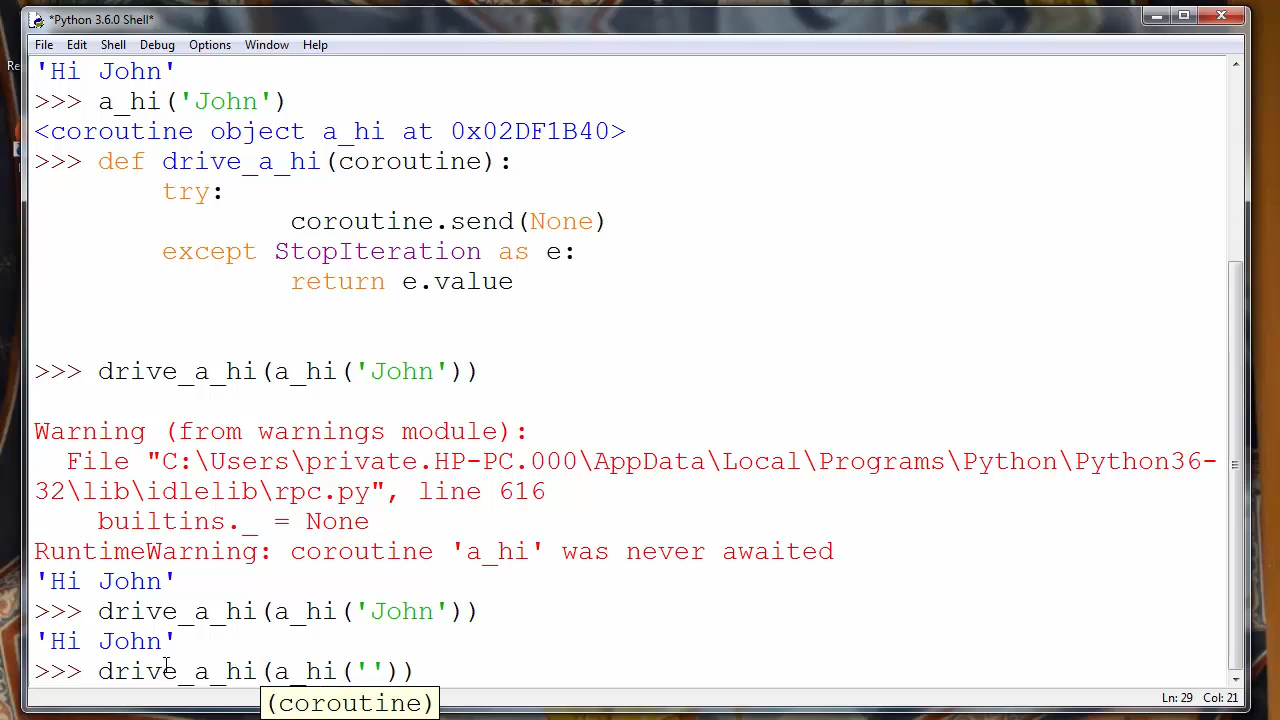 *Python 3.6.0 Shell*
File Edit Shell Debug Options Window Help
Re
'Hi John'
>>> a_hi('John')
<coroutine object a_hi at 0x02DF1B40>
>>> def drive_a_hi(coroutine):
        try:
                coroutine.send(None)
        except StopIteration as e:
                return e.value
>>> drive_a_hi(a_hi('John'))
Warning (from warnings module):
  File "C:\Users\private.HP-PC.000\AppData\Local\Programs\Python\Python36-
32\lib\idlelib\rpc.py", line 616
    builtins._ = None
RuntimeWarning: coroutine 'a_hi' was never awaited
'Hi John'
>>> drive_a_hi(a_hi('John'))
'Hi John'
>>> drive_a_hi(a_hi(''))
(coroutine)
Ln: 29 Col: 21